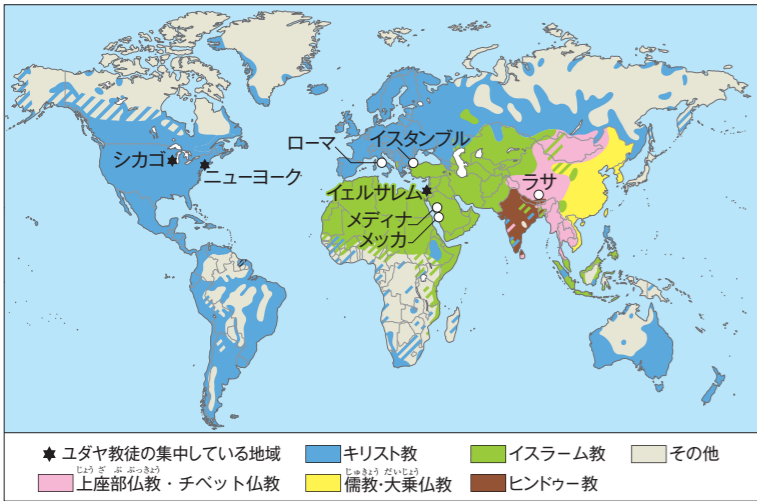 ローマ
イスタンブル
シカゴ
ニューヨーク
イェルサレム
メディナ
メッカ
ラサ
ユダヤ教徒の集中している地域
キリスト教
イスラーム教
その他
じょうざぶぶっきょう
上座部仏教・チベット仏教
じゅきょう だいじょう
儒教・大乗仏教
ヒンドゥー教